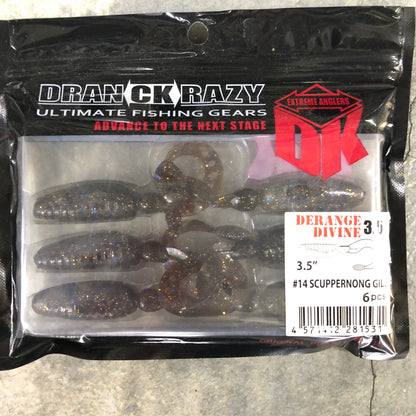 DRANCKRAZY
ULTIMATE FISHING GEARS
ADVANCE TO THE NEXT STAGE
EXTREME ANGLERS
DK
DERANGE
DIVINE 3.5
3.5"
#14 SCUPPERNONG GIL
6pcs